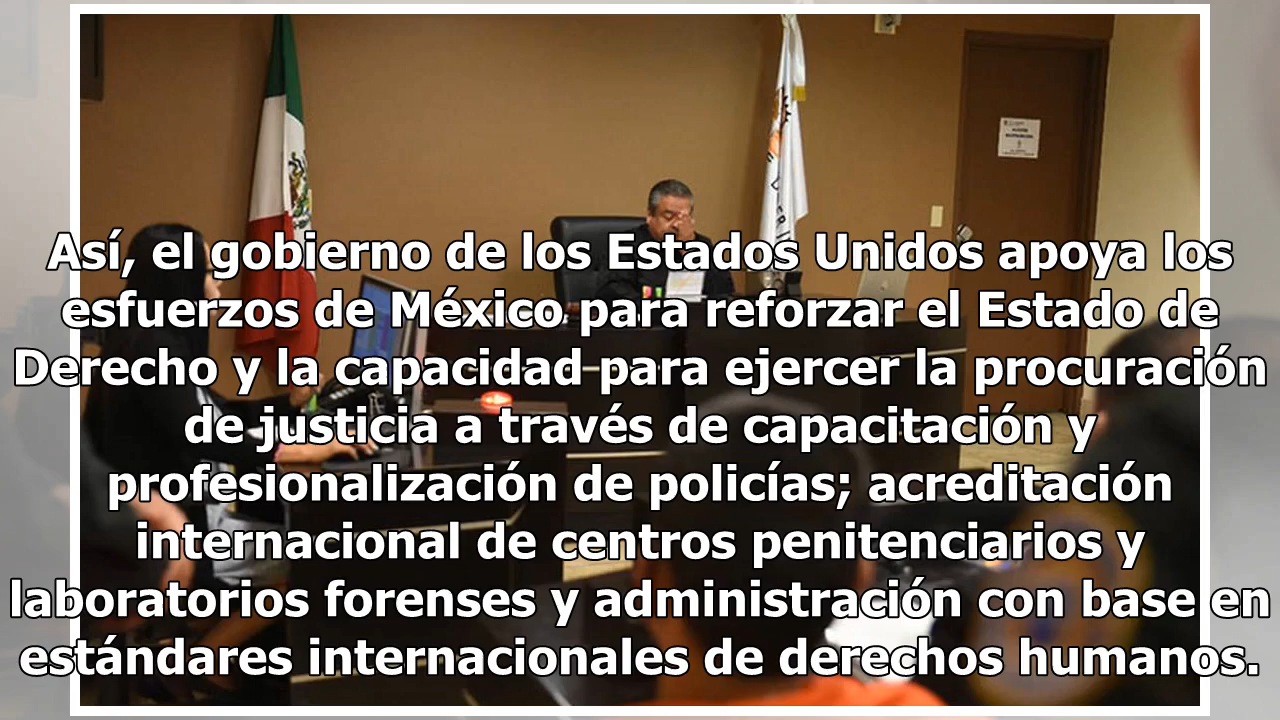 Así, el gobierno de los Estados Unidos apoya los
esfuerzos de México para reforzar el Estado de
Derecho y la capacidad para ejercer la procuración
de justicia a través de capacitación y
profesionalización de policías; acreditación
internacional de centros penitenciarios y
laboratorios forenses y administración con base en
estándares internacionales de derechos humanos.